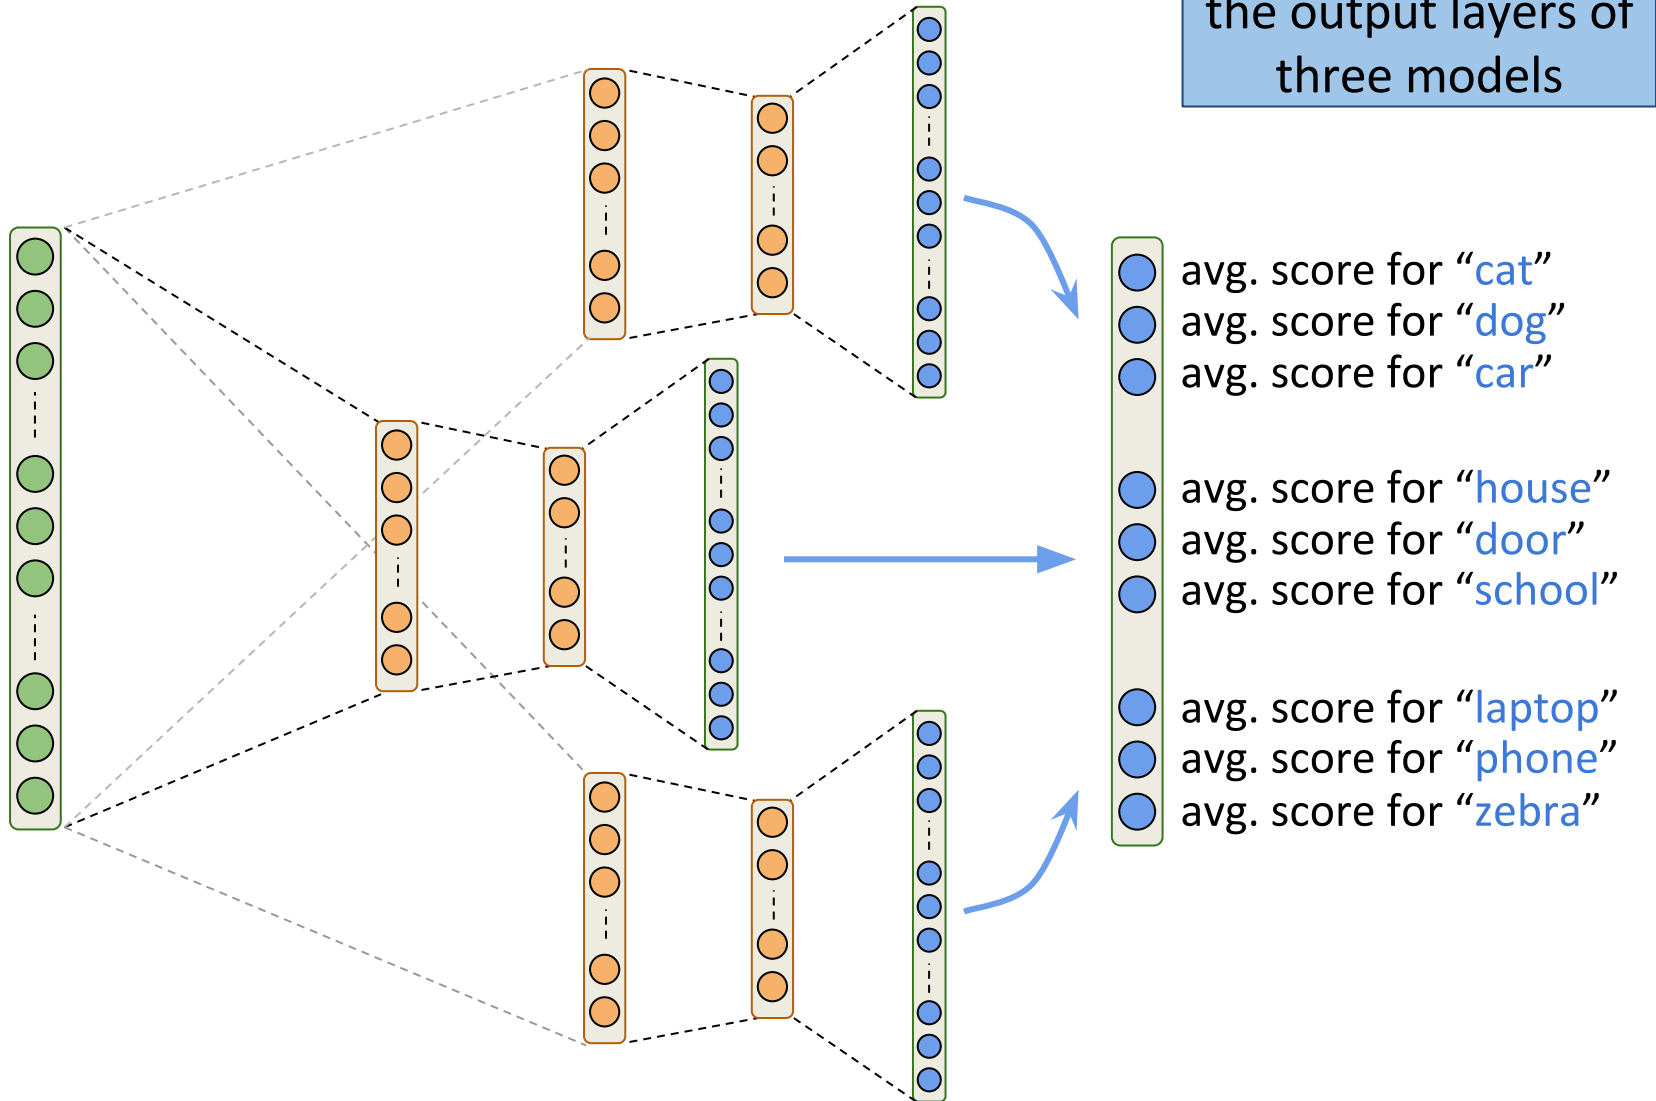 the output layers of
three models
avg. score for “cat”
avg. score for “dog”
avg. score for “car”
avg. score for “house”
avg. score for “door”
avg. score for “school”
avg. score for “laptop”
avg. score for “phone”
avg. score for “zebra”